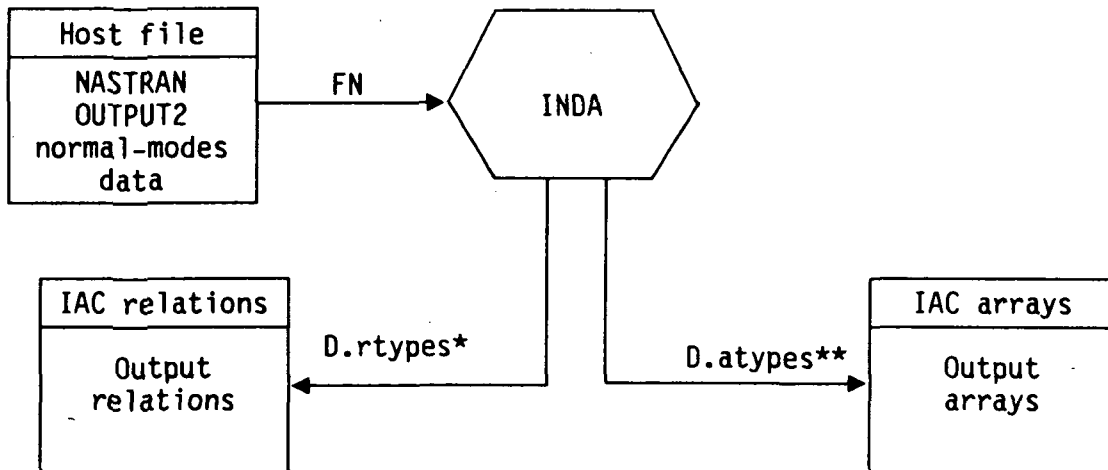 Host file
NASTRAN
OUTPUT2
normal-modes
data
FN
INDA
IAC relations
Output
relations
D.rtypes*
D.atypes**
IAC arrays
Output
arrays